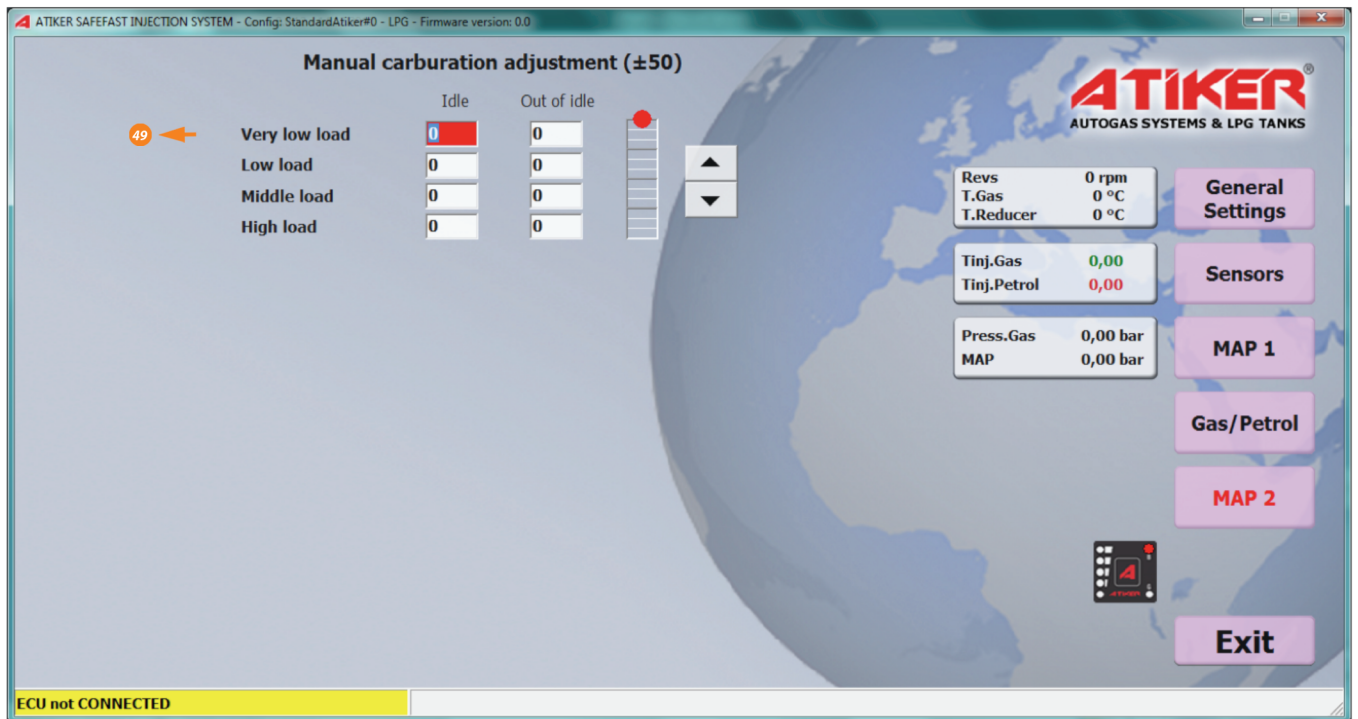 ATIKER SAFEFAST INJECTION SYSTEM - Config: StandardAtiker#0 - LPG - Firmware version: 0.0
Manual carburation adjustment (±50)
Idle Out of idle
49 Very low load 0 0
Low load 0 0
Middle load 0 0
High load 0 0
ATİKER®
AUTOGAS SYSTEMS & LPG TANKS
Revs 0 rpm
T.Gas 0 °C
T.Reducer 0 °C
Tinj.Gas 0,00
Tinj.Petrol 0,00
Press.Gas 0,00 bar
MAP 0,00 bar
General
Settings
Sensors
MAP 1
Gas/Petrol
MAP 2
ATIKER
Exit
ECU not CONNECTED